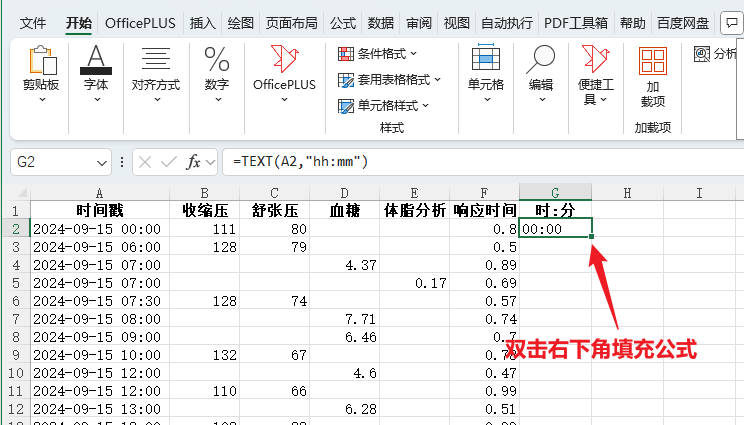 文件 开始 OfficePLUS 插入 绘图 页面布局 公式 数据 审阅 视图 自动执行 PDF工具箱 帮助 百度网盘
剪贴板 字体 对齐方式 数字 OfficePLUS 条件格式 套用表格格式 单元格样式 样式 单元格 编辑 便捷工具 加载项 加载项 分析
G2 fx =TEXT(A2,"hh:mm")
A B C D E F G H I
1 时间戳 收缩压 舒张压 血糖 体脂分析 响应时间 时:分
2 2024-09-15 00:00 111 80 0.8 00:00
3 2024-09-15 06:00 128 79 0.5
4 2024-09-15 07:00 4.37 0.89
5 2024-09-15 07:00 0.17 0.69
6 2024-09-15 07:30 128 74 0.57
7 2024-09-15 08:00 7.71 0.74
8 2024-09-15 09:00 6.46 0.7
双击右下角填充公式
9 2024-09-15 10:00 132 67
10 2024-09-15 12:00 4.6 0.47
11 2024-09-15 12:00 110 66 0.99
12 2024-09-15 13:00 6.28 0.51